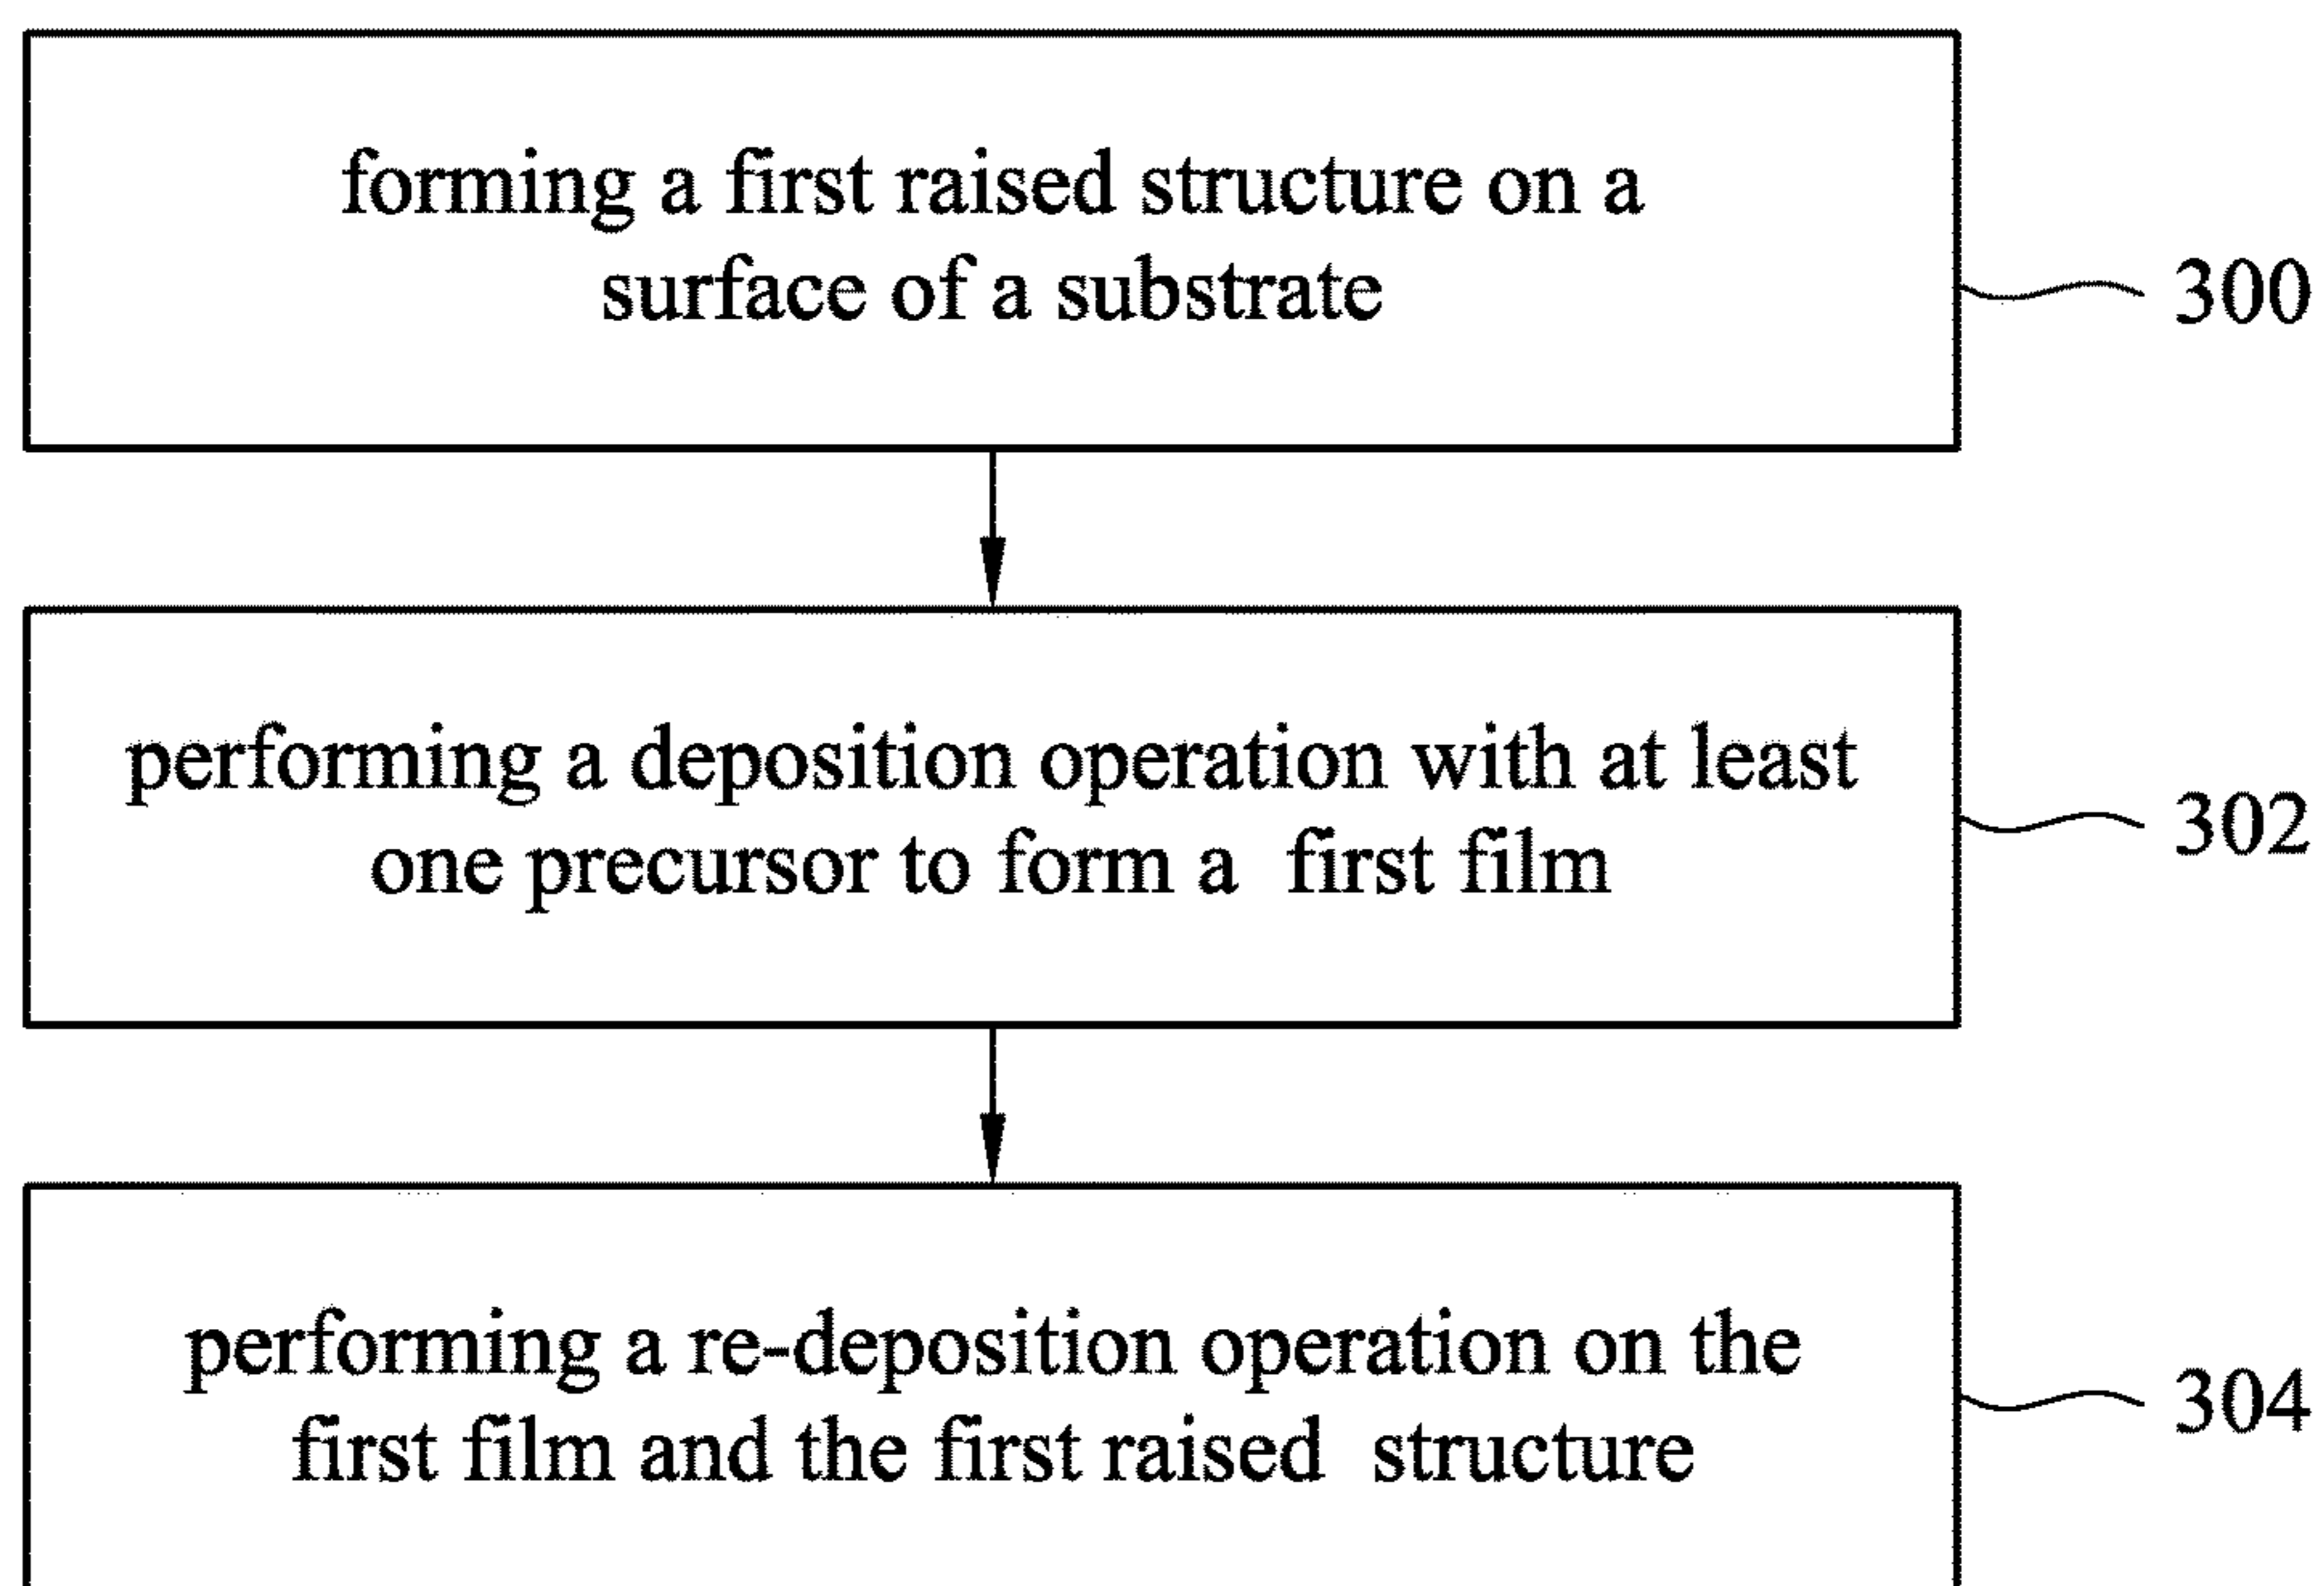 forming a first raised structure on a
surface of a substrate
300
performing a deposition operation with at least
one precursor to form a first film
302
performing a re-deposition operation on the
first film and the first raised structure
304